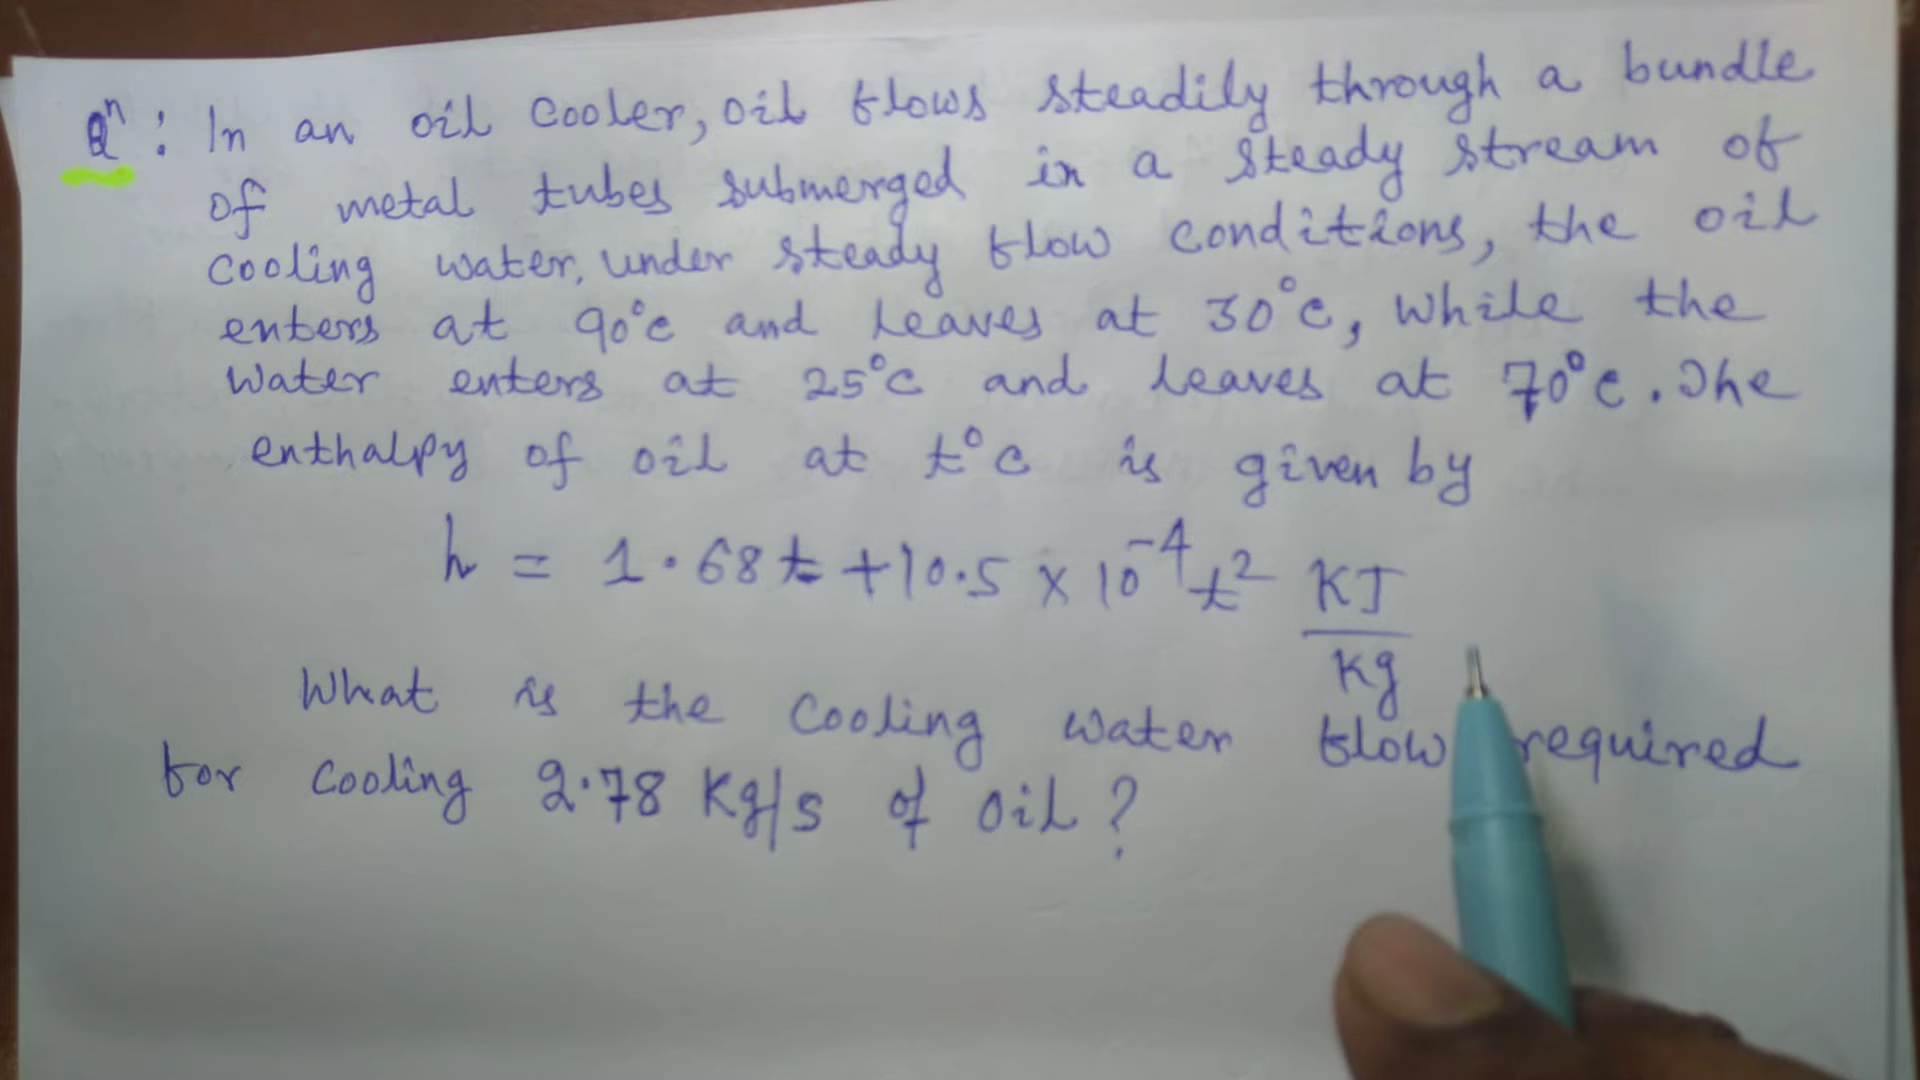 Qn: In an oil cooler, oil flows steadily through a bundle
of metal tubes submerged in a steady stream of
cooling water, under steady flow conditions, the oil
enters at 90°C and leaves at 30°C, while the
water enters at 25°C and leaves at 70°C. The
enthalpy of oil at t°C is given by
h = 1.68t + 10.5 × 10⁻⁴t² KJ/kg
What is the cooling water flow required
for cooling 2.78 Kg/s of oil?